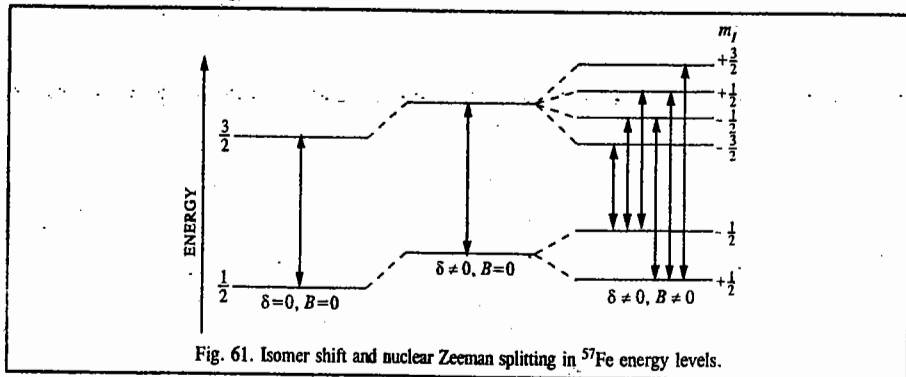 m_I
+3/2
+1/2
-1/2
-3/2
3/2
ENERGY
-1/2
1/2
δ=0, B=0
δ≠0, B=0
δ≠0, B≠0
+1/2
Fig. 61. Isomer shift and nuclear Zeeman splitting in ⁵⁷Fe energy levels.